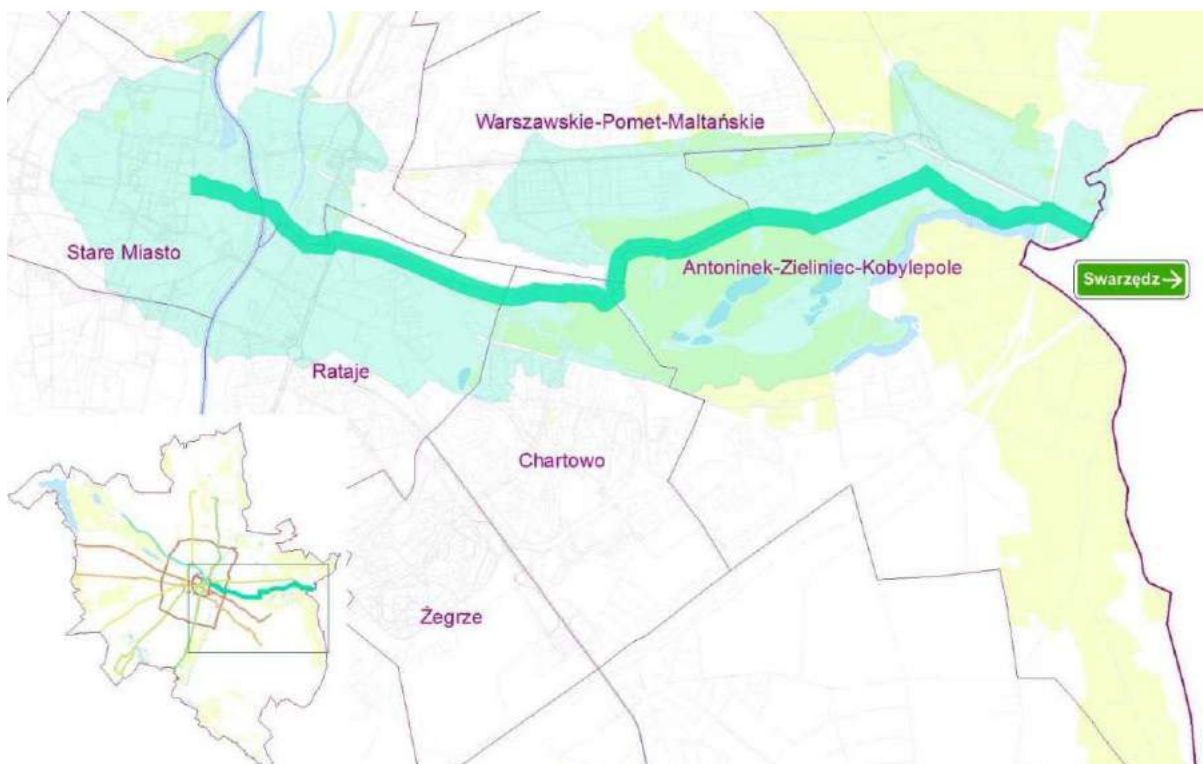 Warszawskie-Pomet-Maltańskie
Stare Miasto
Antoninek-Zieliniec-Kobylepole
Swarzędz
Rataje
Chartowo
Żegrze